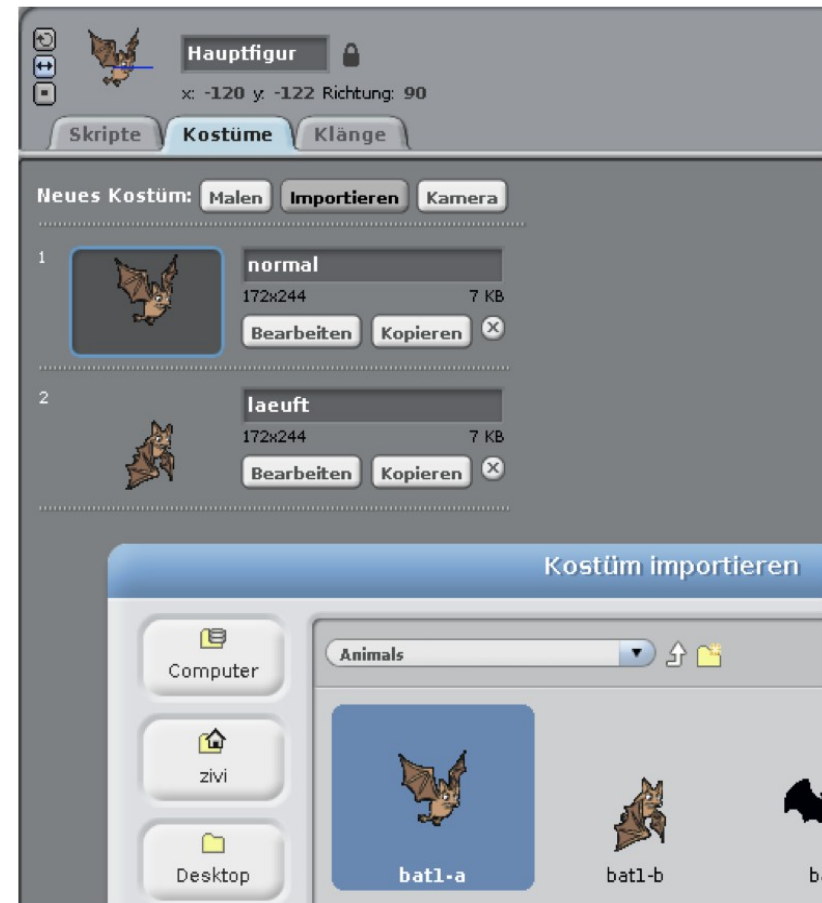 Hauptfigur
x: -120 y: -122 Richtung: 90
Skripte Kostüme Klänge
Neues Kostüm: Malen Importieren Kamera
1
normal
172x244 7 KB
Bearbeiten Kopieren
2
laeuft
172x244 7 KB
Bearbeiten Kopieren
Kostüm importieren
Computer
Animals
zivi
Desktop
bat1-a bat1-b